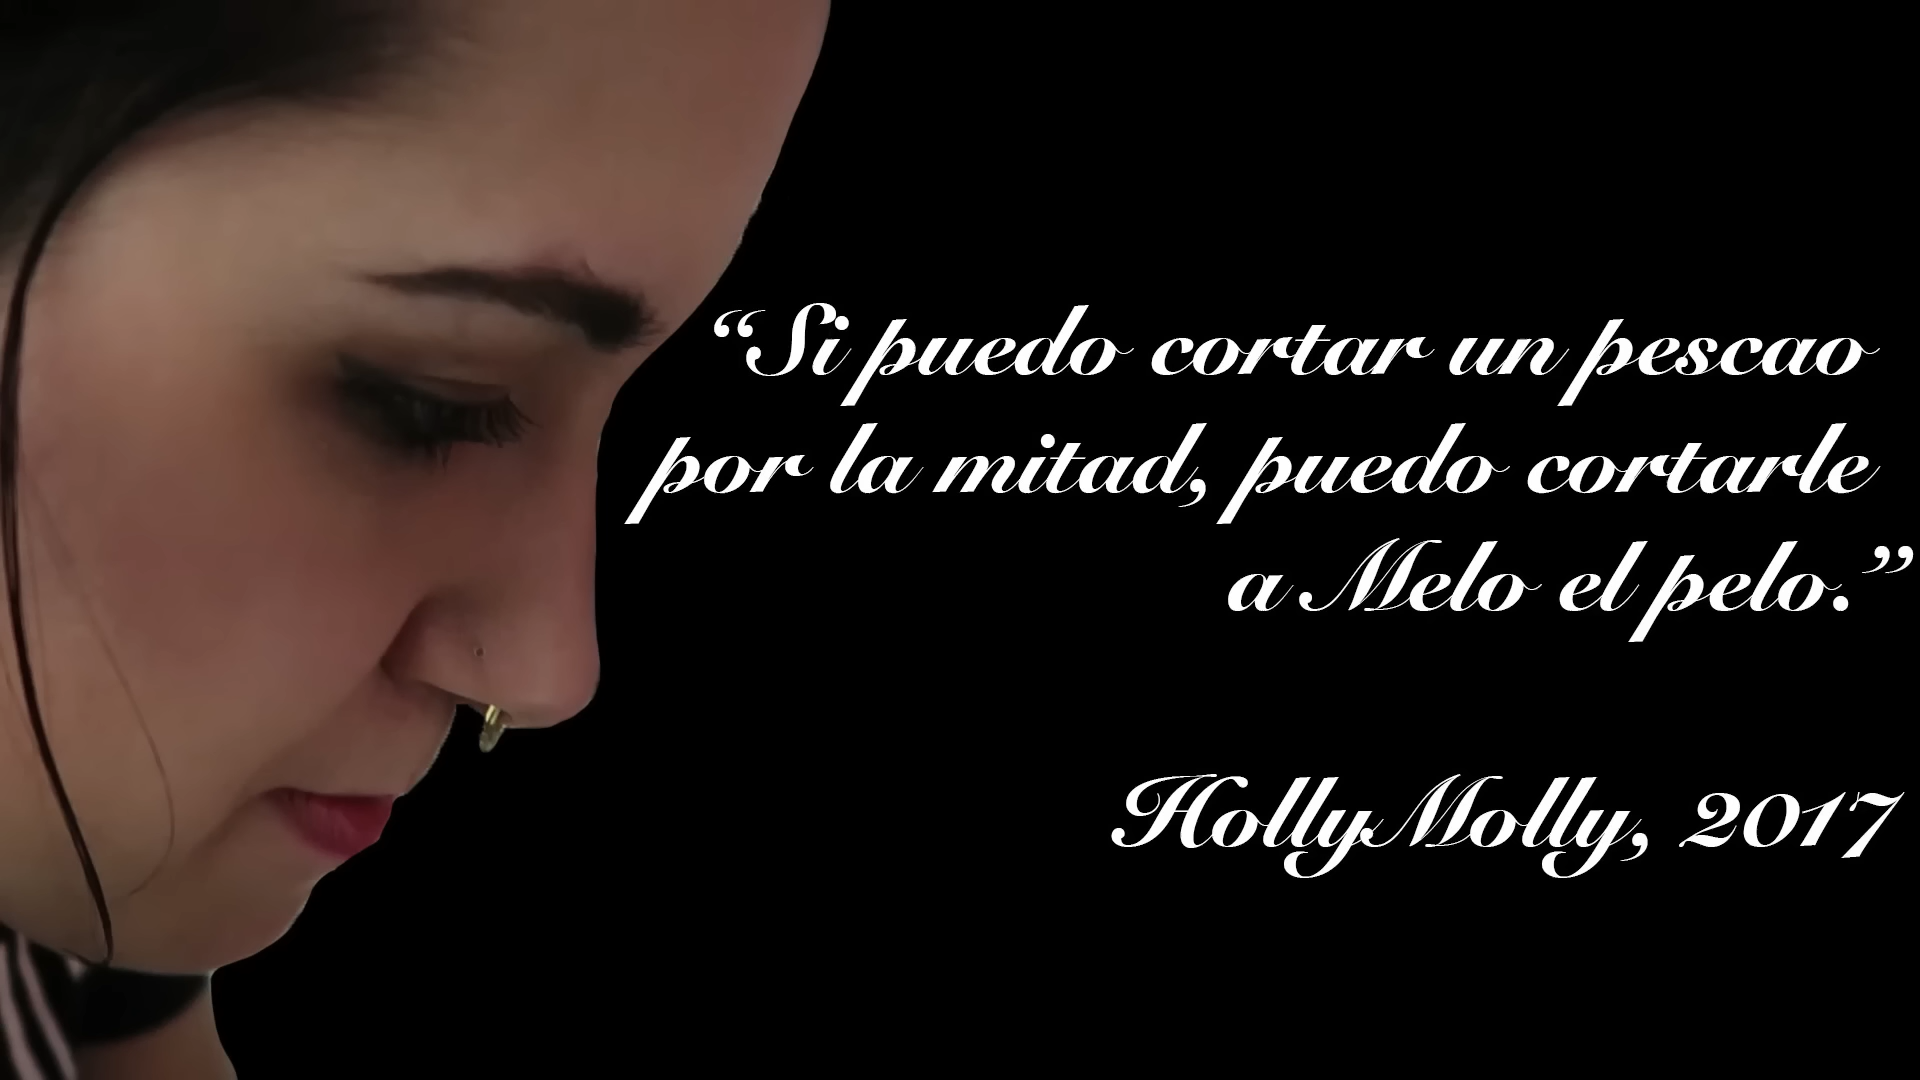 “Si puedo cortar un pescao
por la mitad, puedo cortarle
a Melo el pelo.”
HollyMolly, 2017